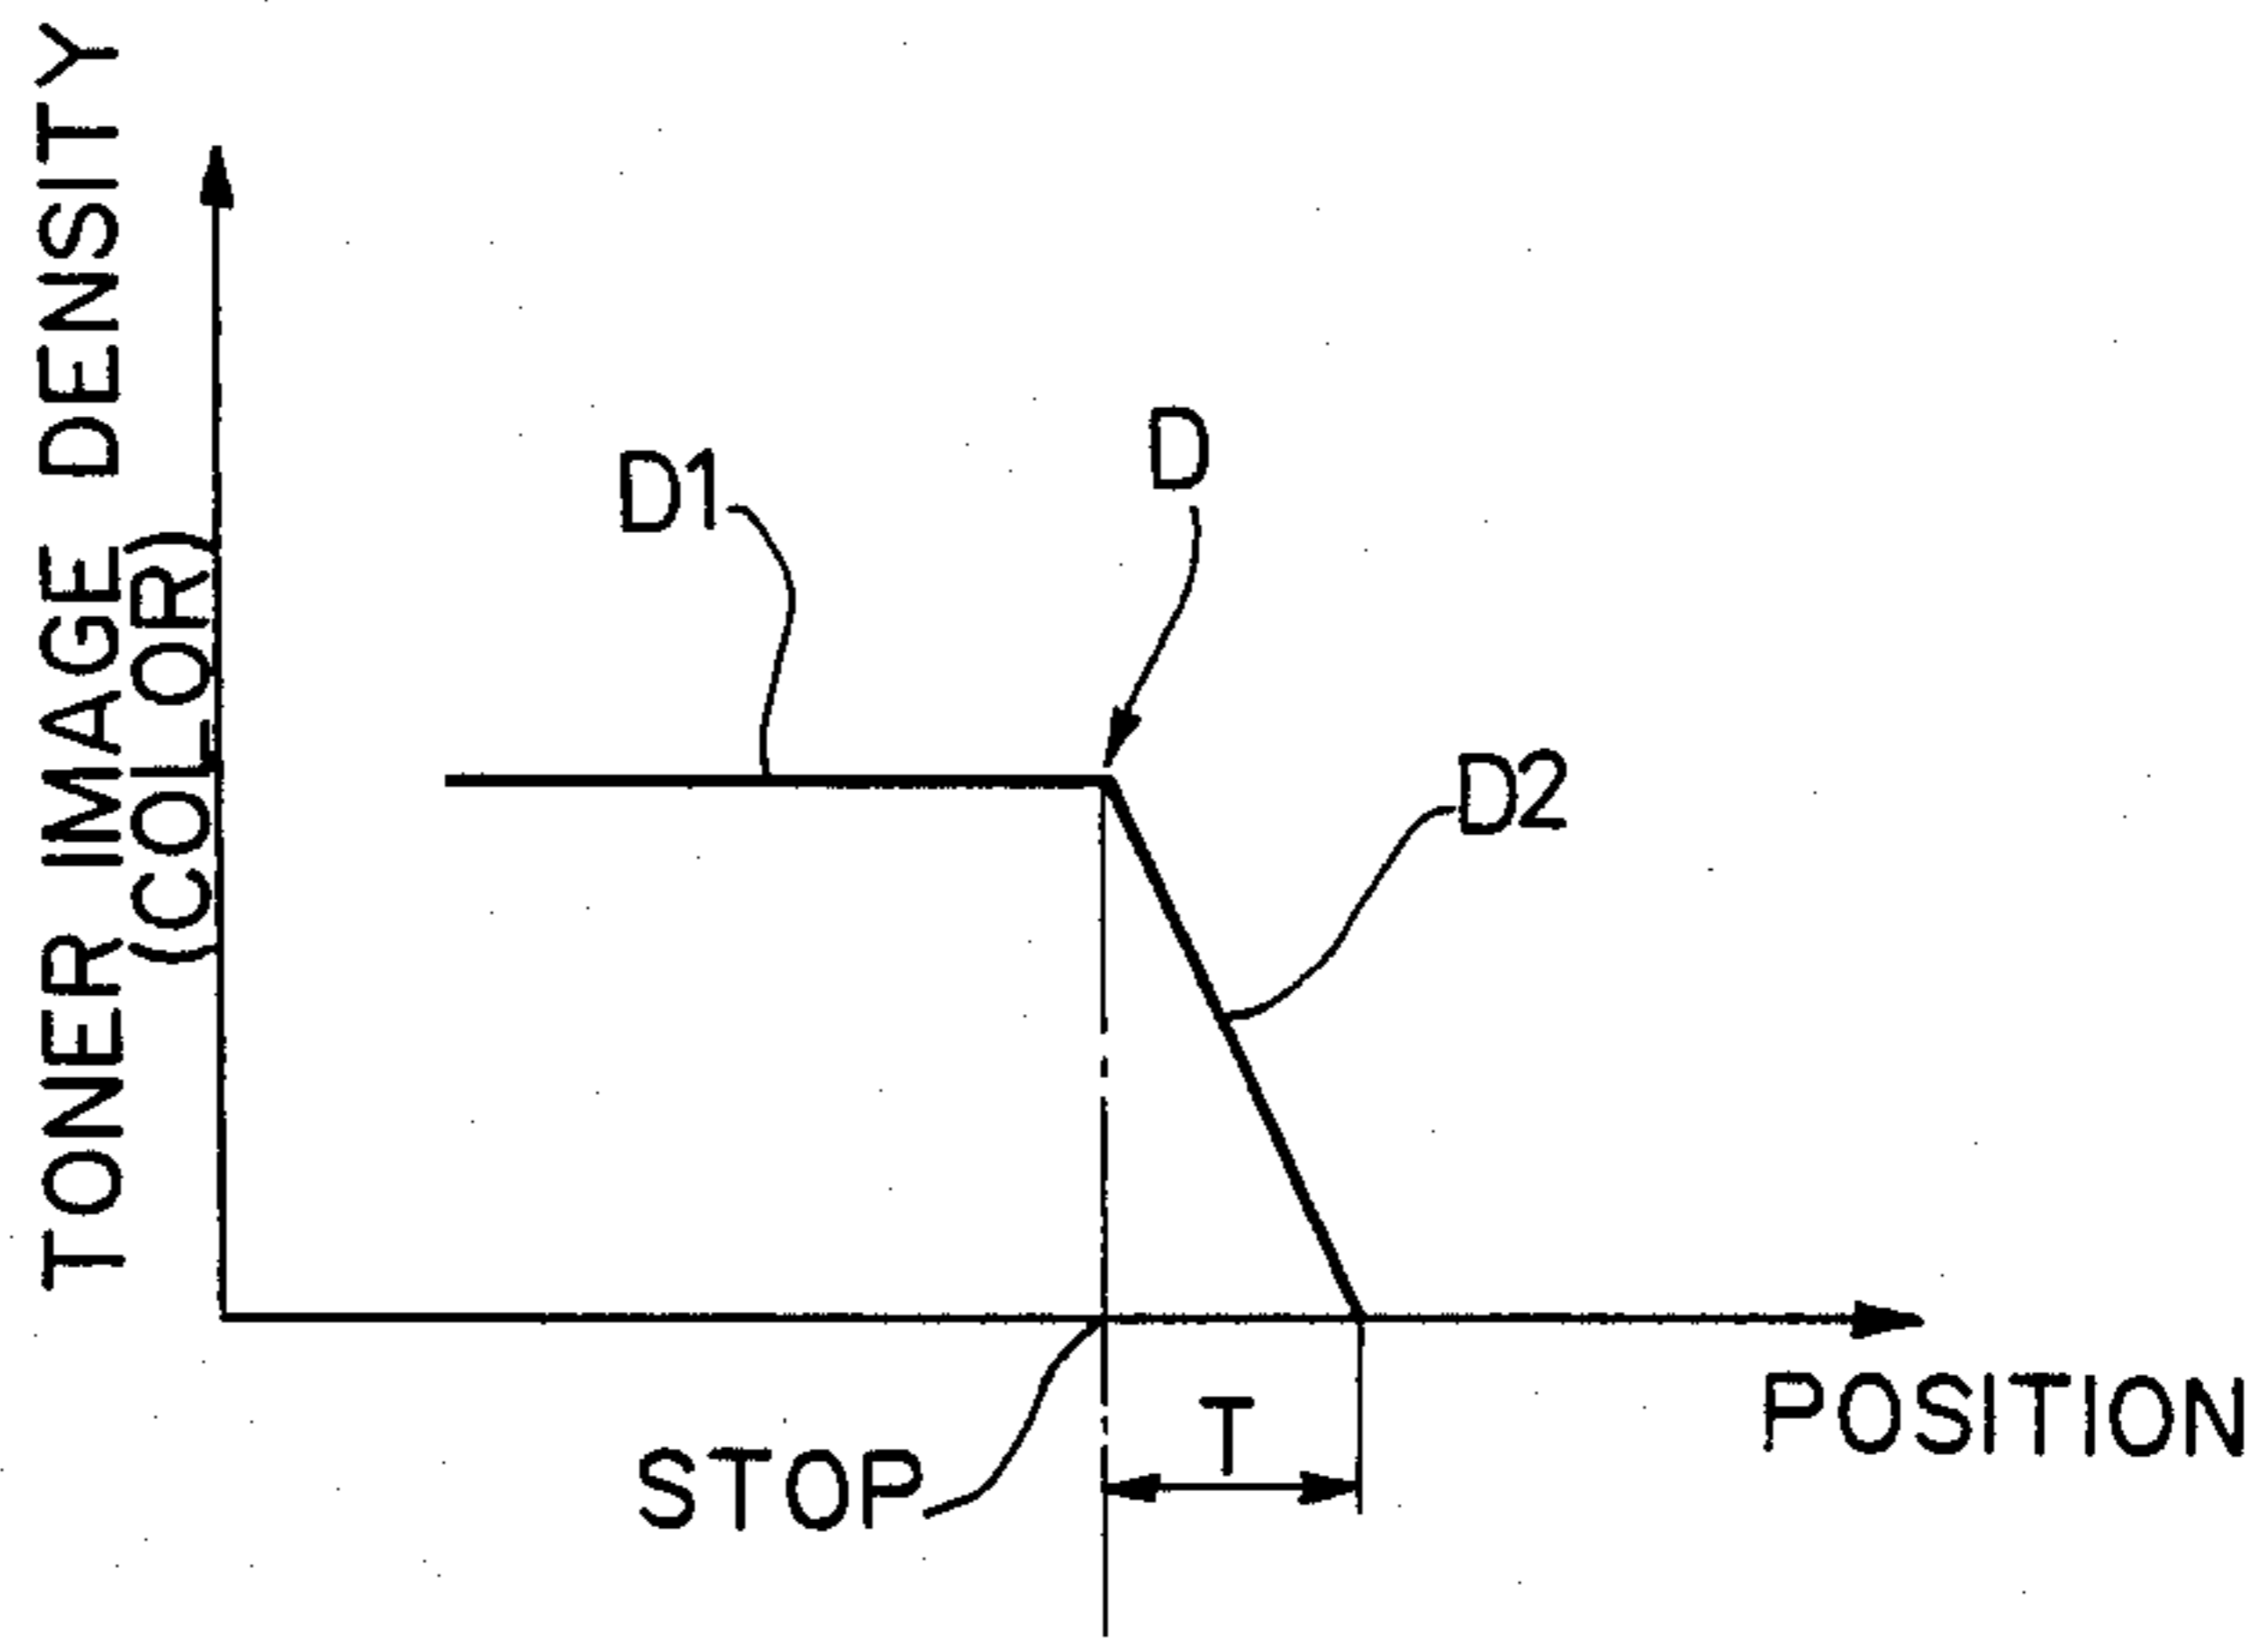 TONER IMAGE DENSITY
(COLOR)
D1
D
D2
STOP
T
POSITION